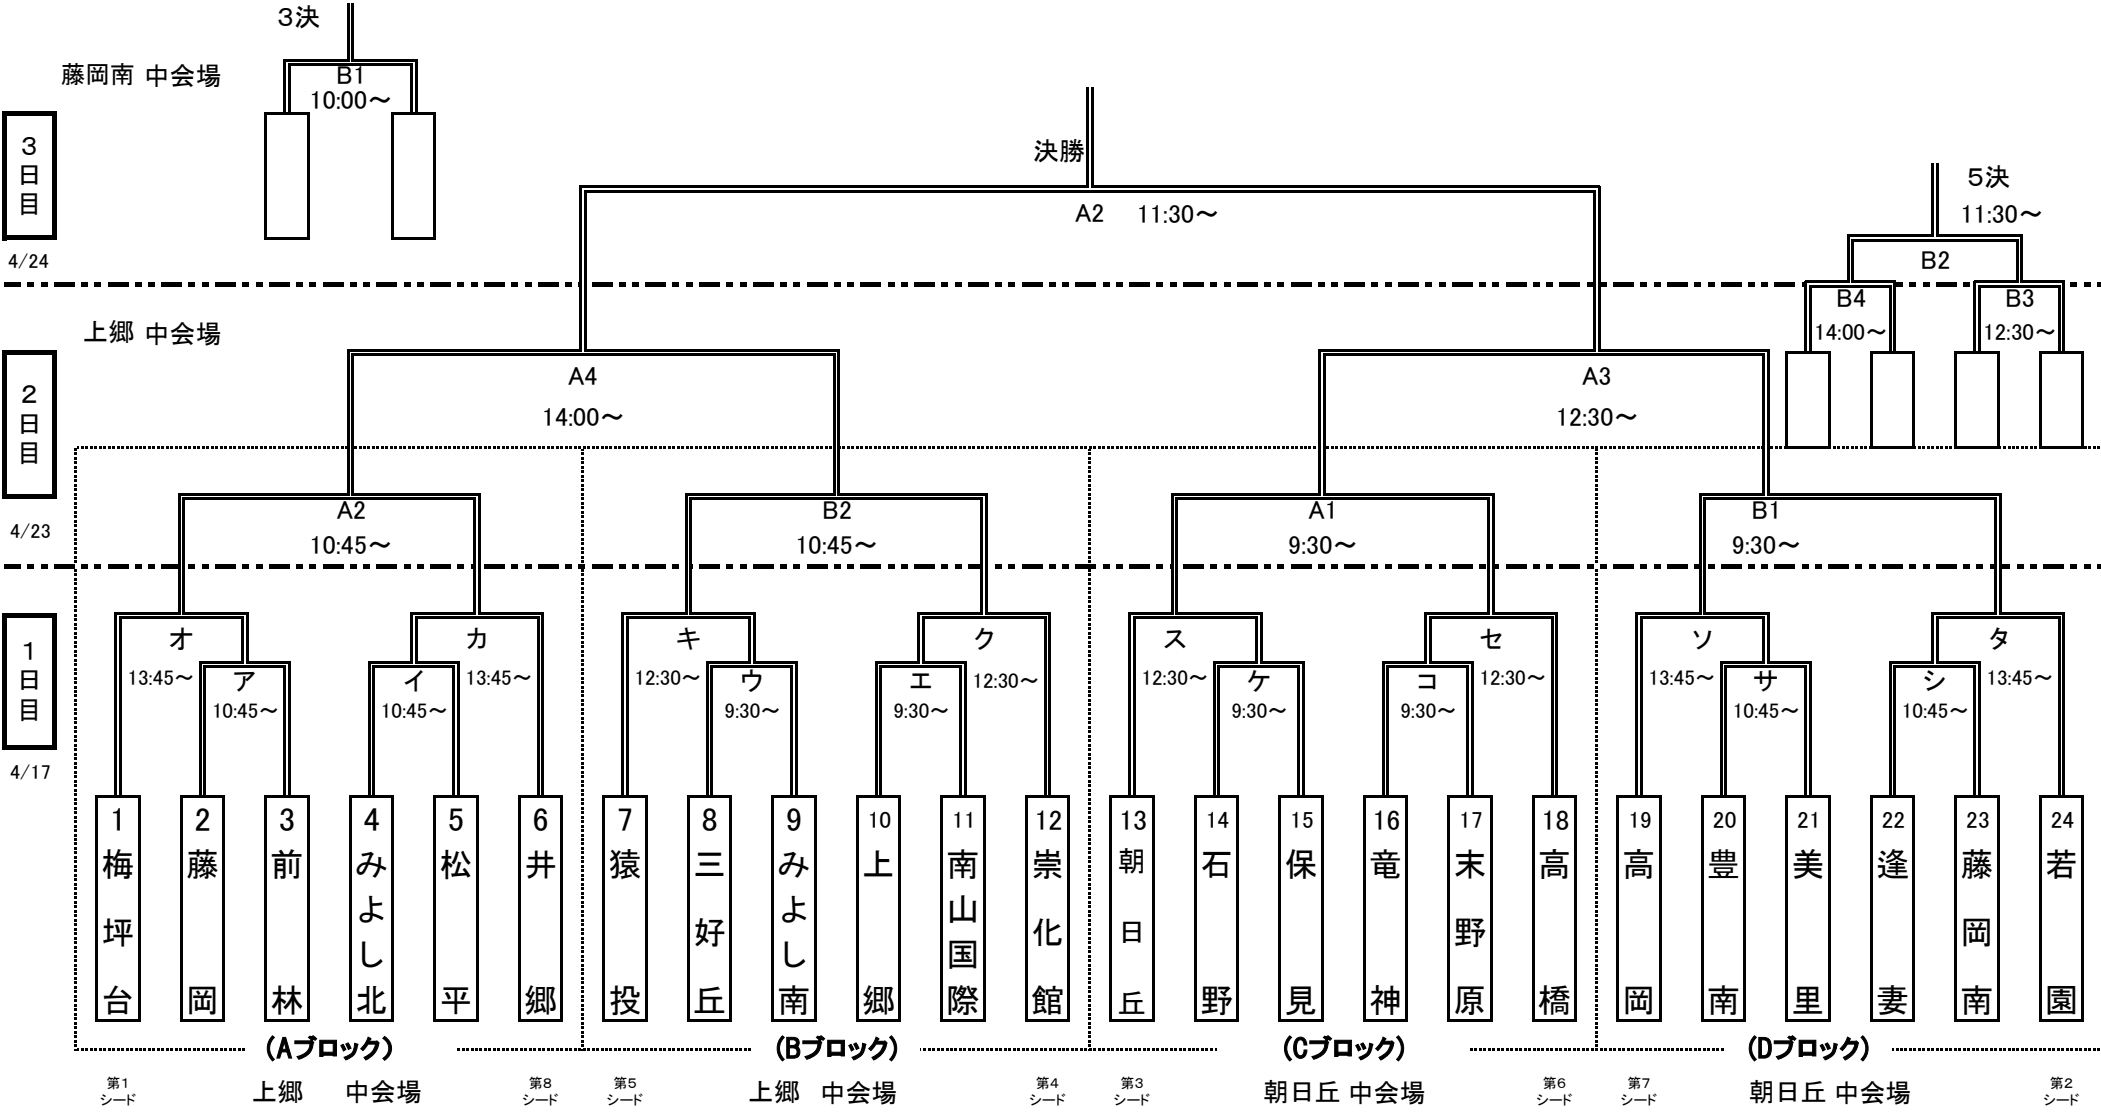 3決
藤岡南 中会場
B1
10:00～
3日目
4/24
決勝
A2 11:30～
5決
11:30～
B2
B4
14:00～
B3
12:30～
上郷 中会場
2日目
4/23
A4
14:00～
A3
12:30～
A2
10:45～
B2
10:45～
A1
9:30～
B1
9:30～
1日目
4/17
オ
13:45～
ア
10:45～
イ
10:45～
カ
13:45～
キ
12:30～
ウ
9:30～
エ
9:30～
ク
12:30～
ス
12:30～
ケ
9:30～
コ
9:30～
セ
12:30～
ソ
13:45～
サ
10:45～
シ
10:45～
タ
13:45～
1 梅坪台
2 藤岡
3 前林
4 みよし北
5 松平
6 井郷
7 猿投
8 三好丘
9 みよし南
10 上郷
11 南山国際
12 崇化館
13 朝日丘
14 石野
15 保見
16 竜神
17 末野原
18 高橋
19 高岡
20 豊南
21 美里
22 逢妻
23 藤岡南
24 若園
(Aブロック)
(Bブロック)
(Cブロック)
(Dブロック)
第1シード
上郷 中会場
第8シード
第5シード
上郷 中会場
第4シード
第3シード
朝日丘 中会場
第6シード
第7シード
朝日丘 中会場
第2シード